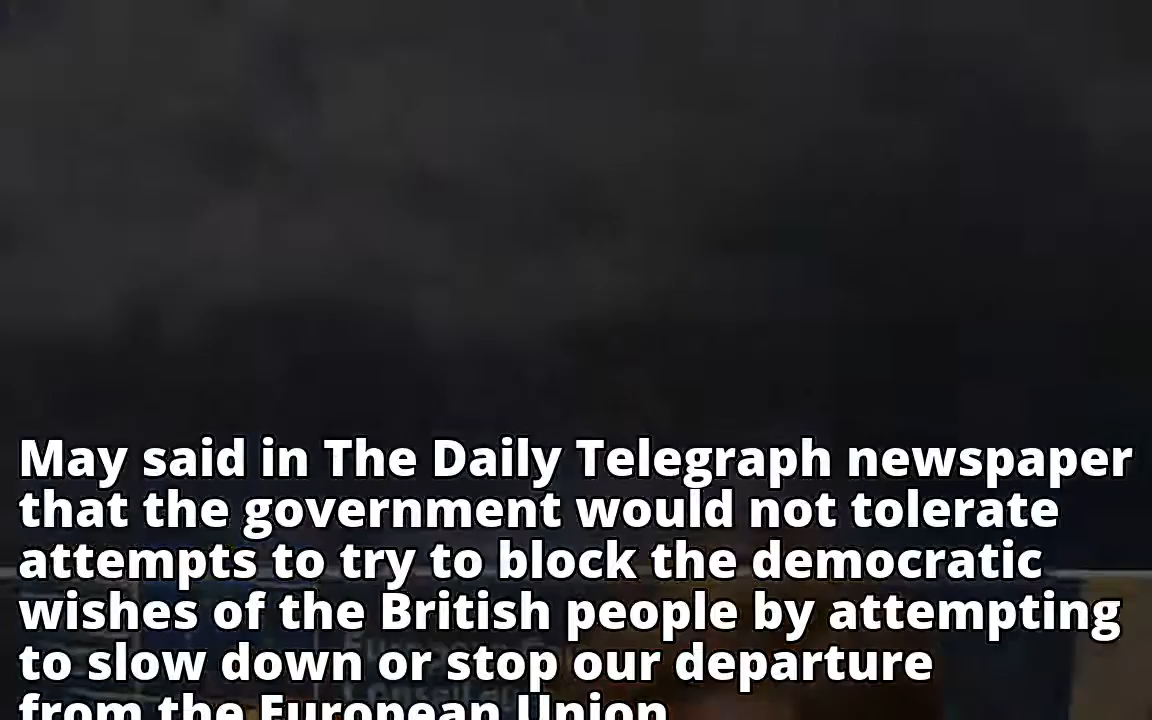 May said in The Daily Telegraph newspaper
that the government would not tolerate
attempts to try to block the democratic
wishes of the British people by attempting
to slow down or stop our departure
from the European Union